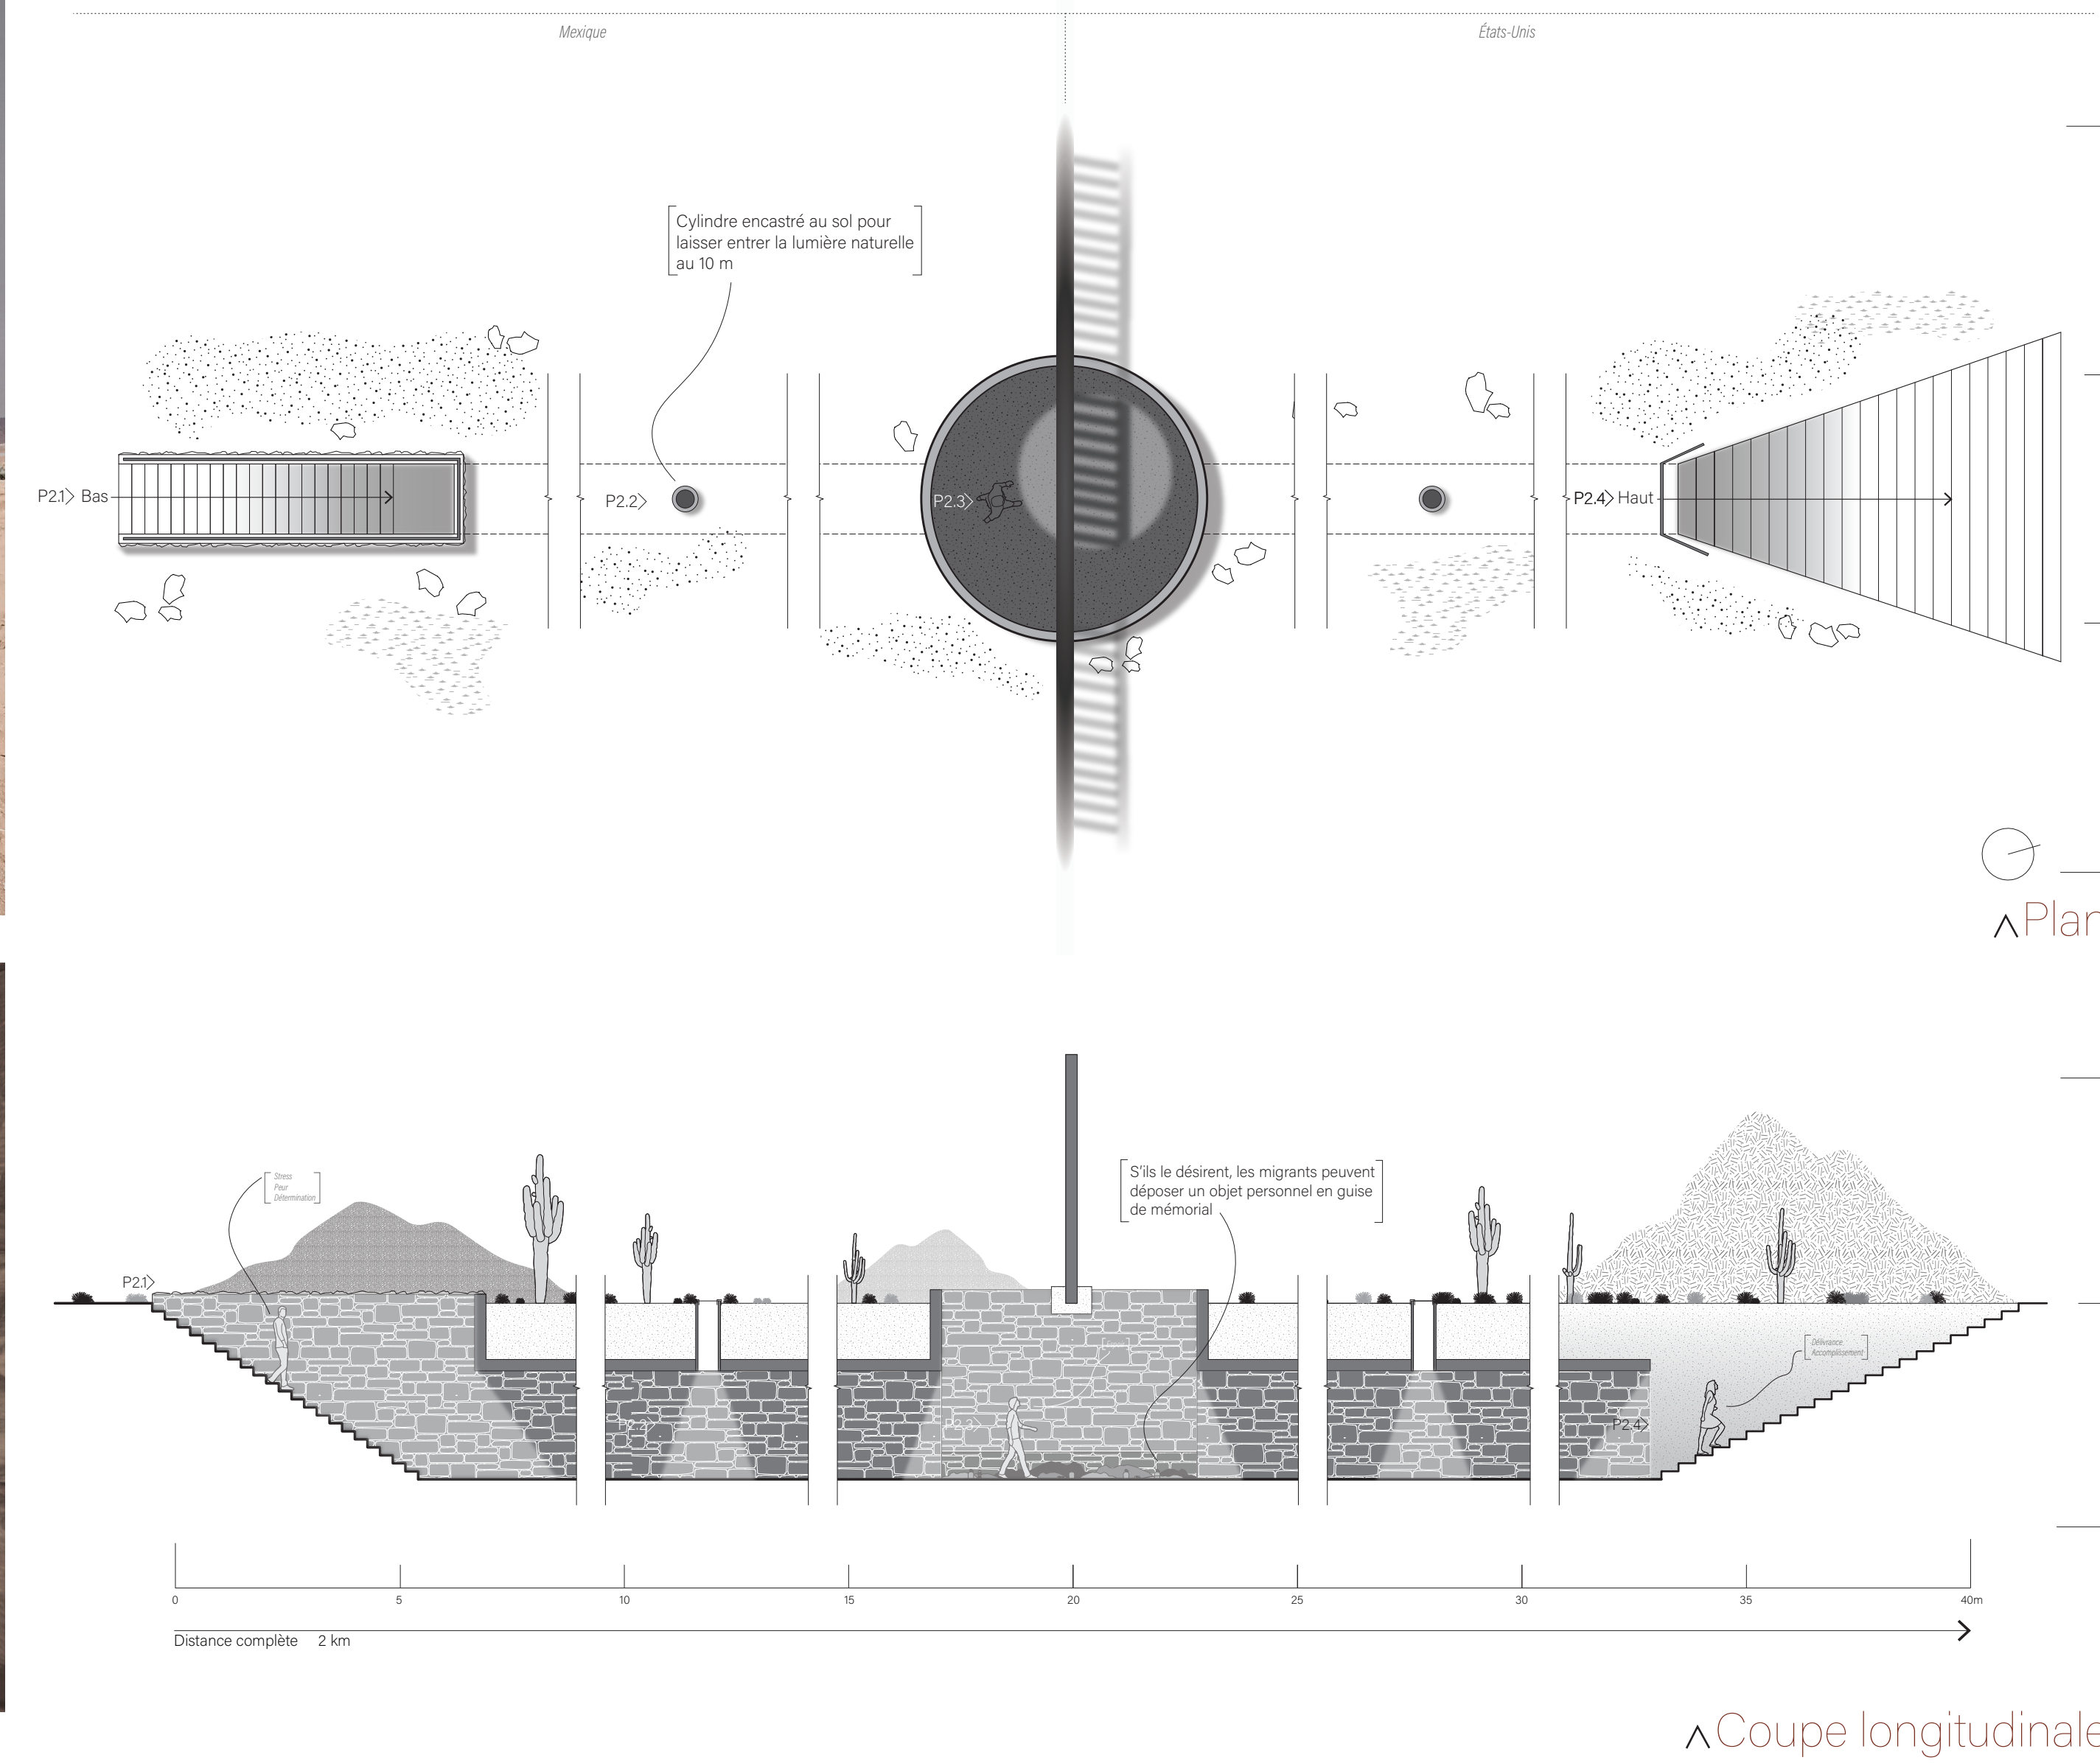 Mexique
États-Unis
Cylindre encastré au sol pour
laisser entrer la lumière naturelle
au 10 m
P2.1 Bas
P2.2
P2.3
P2.4 Haut
Plan
Stress
Peur
Détermination
S'ils le désirent, les migrants peuvent
déposer un objet personnel en guise
de mémorial
P2.1
Délivrance
Accomplissement
P2.2
P2.3
P2.4
0 5 10 15 20 25 30 35 40m
Distance complète 2 km
Coupe longitudinale